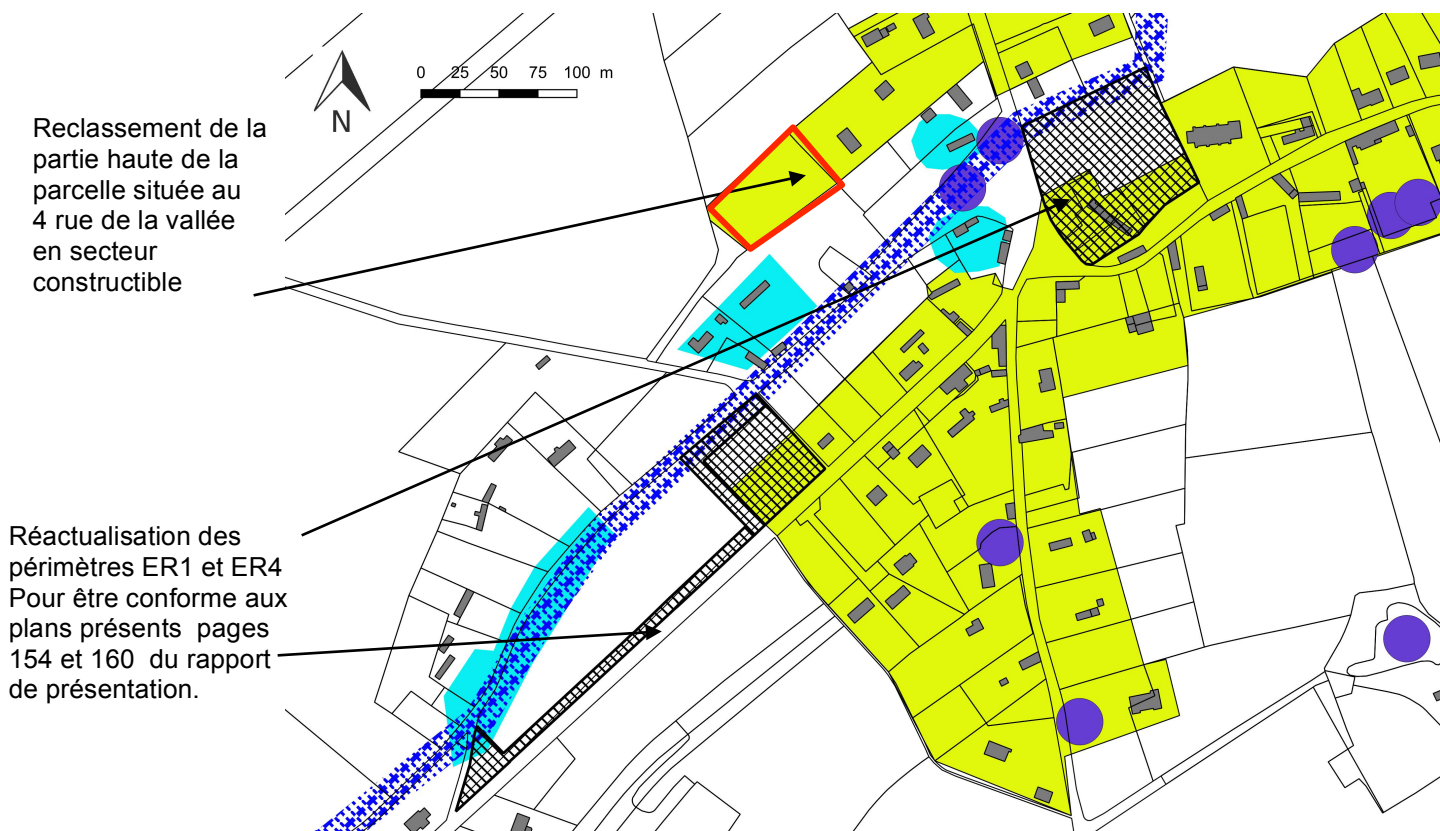 0 25 50 75 100 m
N
Reclassement de la
partie haute de la
parcelle située au
4 rue de la vallée
en secteur
constructible
Réactualisation des
périmètres ER1 et ER4
Pour être conforme aux
plans présents pages
154 et 160 du rapport
de présentation.